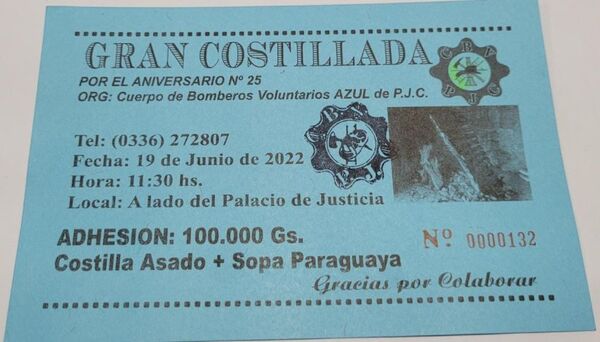 GRAN COSTILLADA
POR EL ANIVERSARIO Nº 25
ORG: Cuerpo de Bomberos Voluntarios AZUL de P.J.C.
Tel: (0336) 272807
Fecha: 19 de Junio de 2022
Hora: 11:30 hs.
Local: A lado del Palacio de Justicia
ADHESION: 100.000 Gs.
Nº 0000132
Costilla Asado + Sopa Paraguaya
Gracias por Colaborar